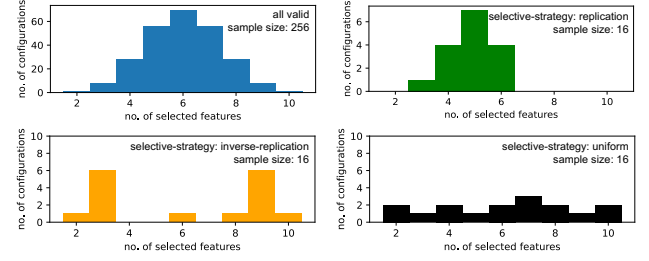 all valid
sample size: 256
no. of configurations
60
40
20
0
2 4 6 8 10
no. of selected features
selective-strategy: replication
sample size: 16
no. of configurations
6
4
2
0
2 4 6 8 10
no. of selected features
selective-strategy: inverse-replication
sample size: 16
no. of configurations
10
8
6
4
2
0
2 4 6 8 10
no. of selected features
selective-strategy: uniform
sample size: 16
no. of configurations
10
8
6
4
2
0
2 4 6 8 10
no. of selected features